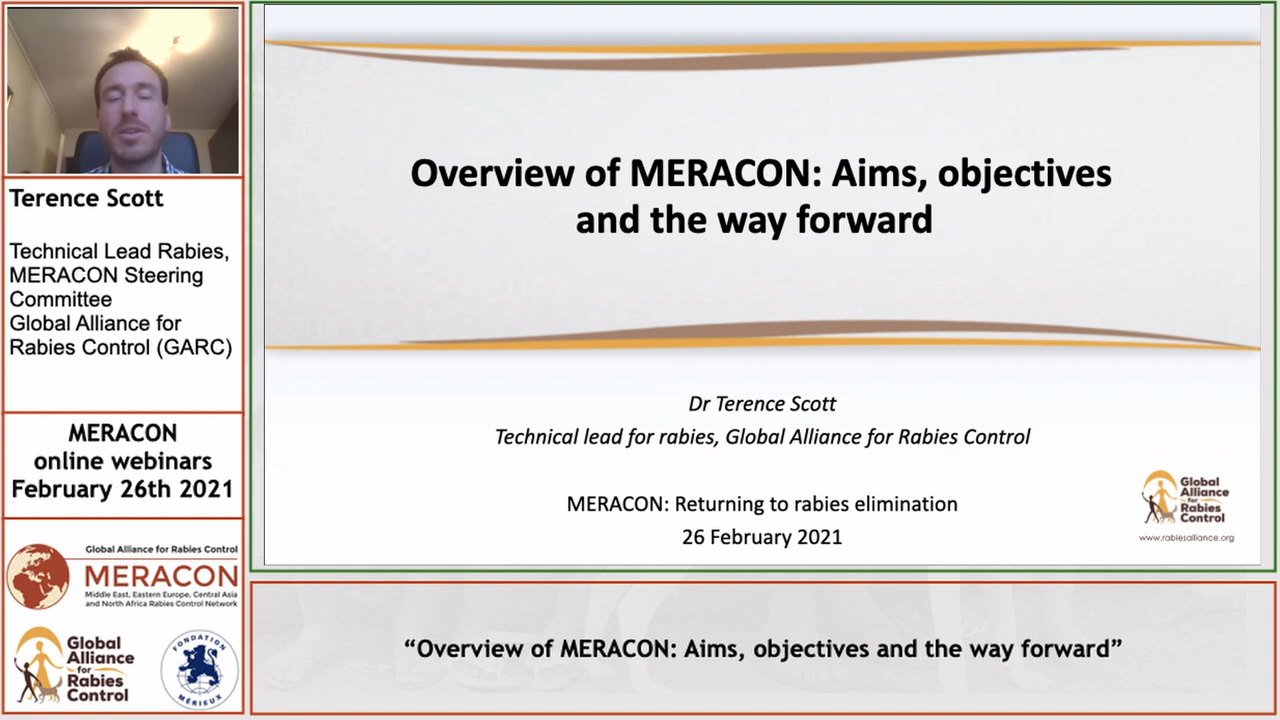 Terence Scott
Technical Lead Rabies,
MERACON Steering
Committee
Global Alliance for
Rabies Control (GARC)
MERACON
online webinars
February 26th 2021
Global Alliance for Rabies Control
MERACON
Middle East, Eastern Europe, Central Asia
and North Africa Rabies Control Network
Global
Alliance
for
Rabies
Control
FONDATION
MÉRIEUX
Overview of MERACON: Aims, objectives
and the way forward
Dr Terence Scott
Technical lead for rabies, Global Alliance for Rabies Control
MERACON: Returning to rabies elimination
26 February 2021
Global
Alliance
for
Rabies
Control
www.rabiesalliance.org
“Overview of MERACON: Aims, objectives and the way forward”